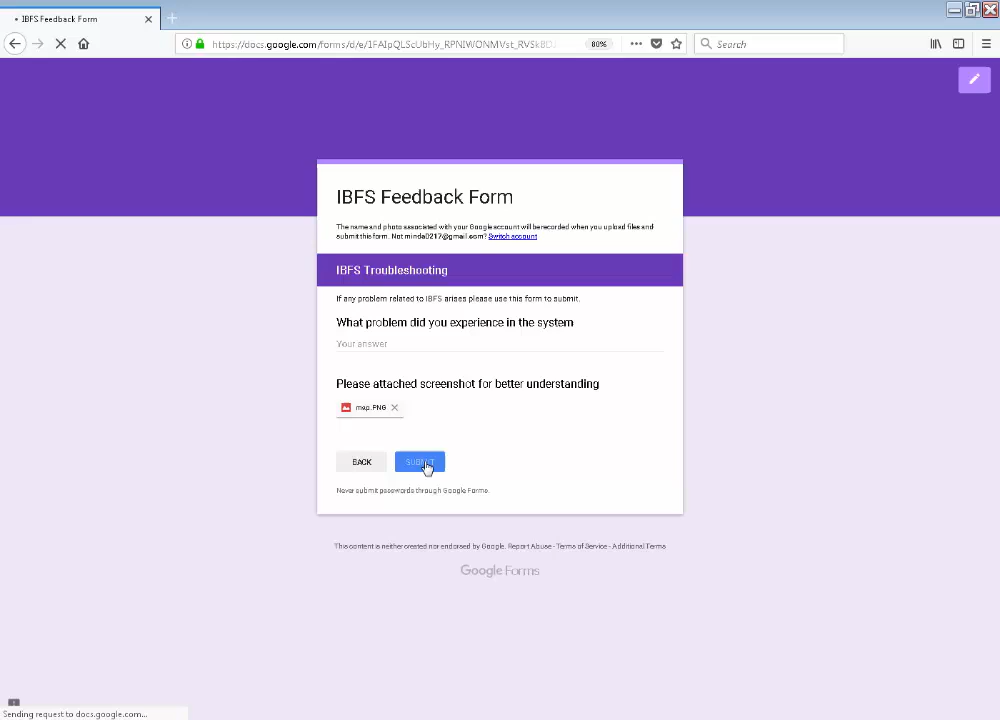 • IBFS Feedback Form
https://docs.google.com/forms/d/e/1FAIpQLScUbHy_RPNIWONMVst_RVSk8DJ
80%
Search
IBFS Feedback Form
The name and photo associated with your Google account will be recorded when you upload files and
submit this form. Not minda0217@gmail.com? Switch account
IBFS Troubleshooting
If any problem related to IBFS arises please use this form to submit.
What problem did you experience in the system
Your answer
Please attached screenshot for better understanding
map.PNG
BACK
SUBMIT
Never submit passwords through Google Forms.
This content is neither created nor endorsed by Google. Report Abuse - Terms of Service - Additional Terms
Google Forms
Sending request to docs.google.com...